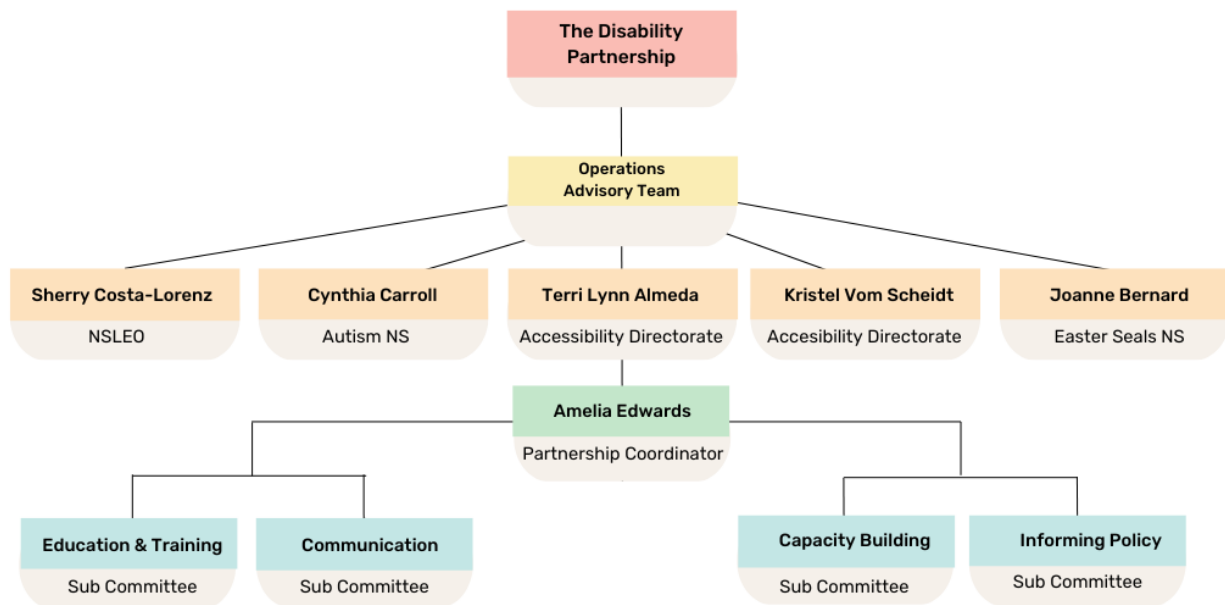 The Disability
Partnership
Operations
Advisory Team
Sherry Costa-Lorenz
NSLEO
Cynthia Carroll
Autism NS
Terri Lynn Almeda
Accessibility Directorate
Kristel Vom Scheidt
Accesibility Directorate
Joanne Bernard
Easter Seals NS
Amelia Edwards
Partnership Coordinator
Education & Training
Sub Committee
Communication
Sub Committee
Capacity Building
Sub Committee
Informing Policy
Sub Committee